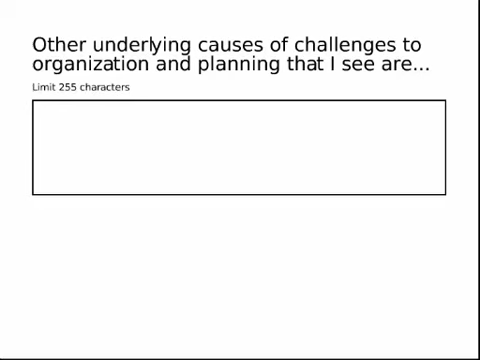 Other underlying causes of challenges to
organization and planning that I see are...
Limit 255 characters